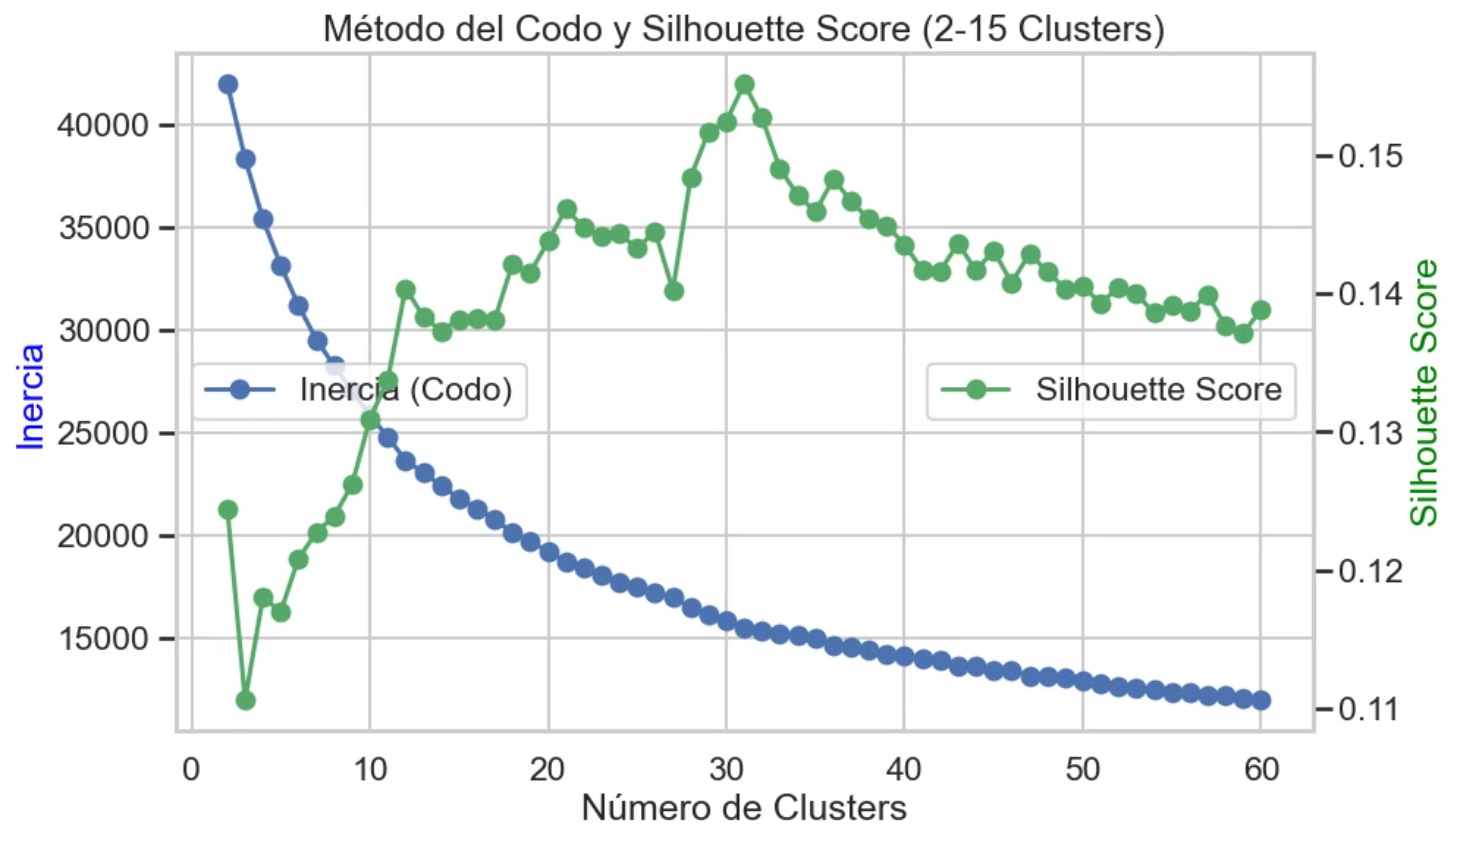 Método del Codo y Silhouette Score (2-15 Clusters)
40000
35000
30000
25000
20000
15000
Inercia
Inercia (Codo)
Silhouette Score
0.15
0.14
0.13
0.12
0.11
Silhouette Score
0 10 20 30 40 50 60
Número de Clusters